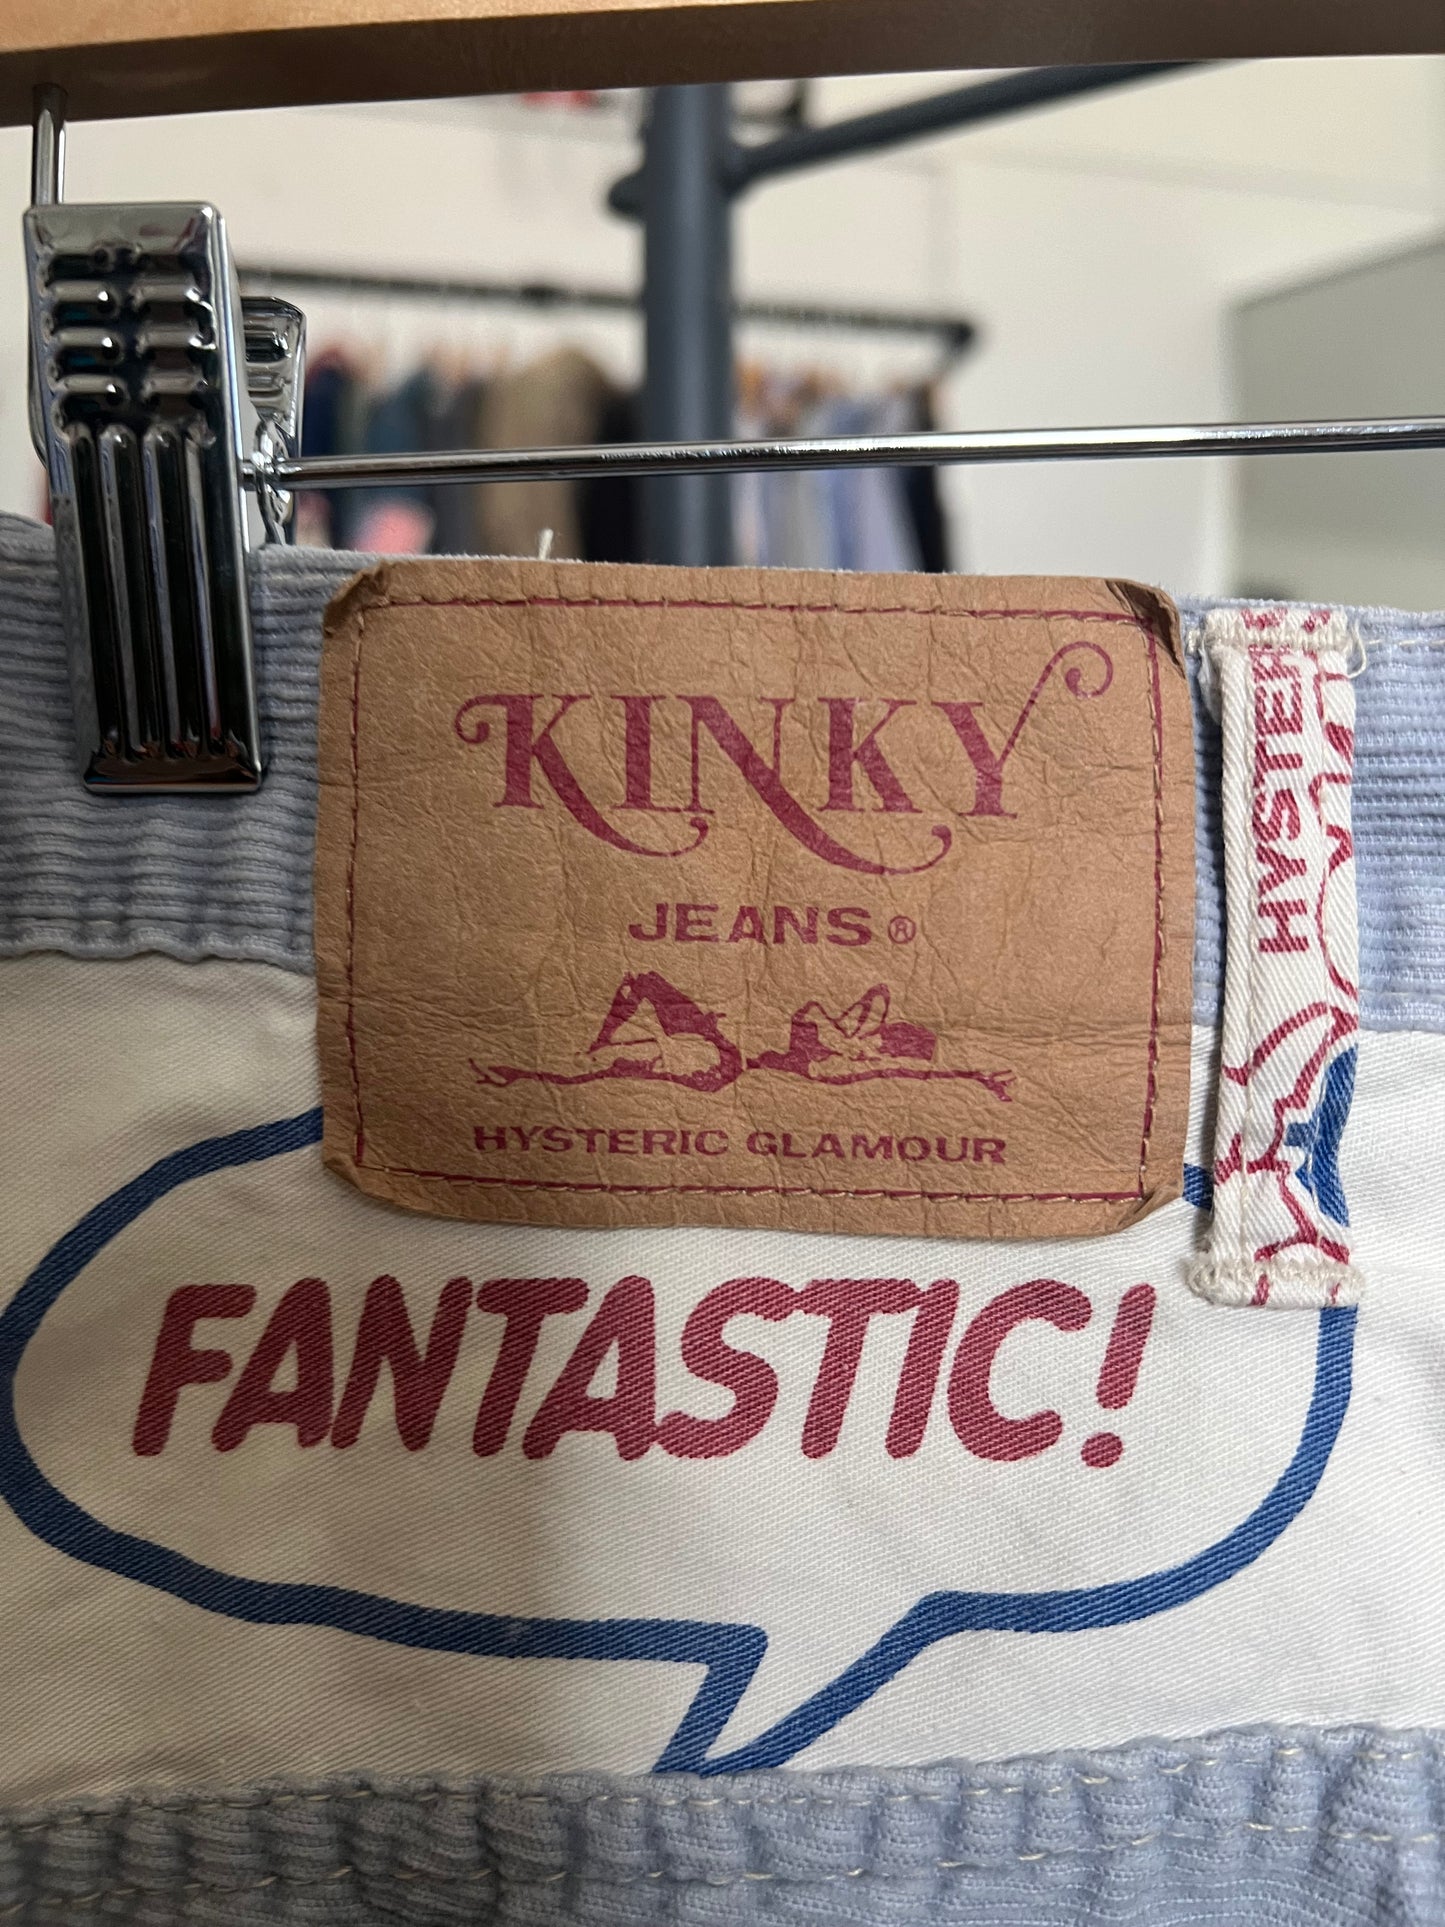 KINKY
JEANS®
HYSTERIC GLAMOUR
HYSTER
FANTASTIC!